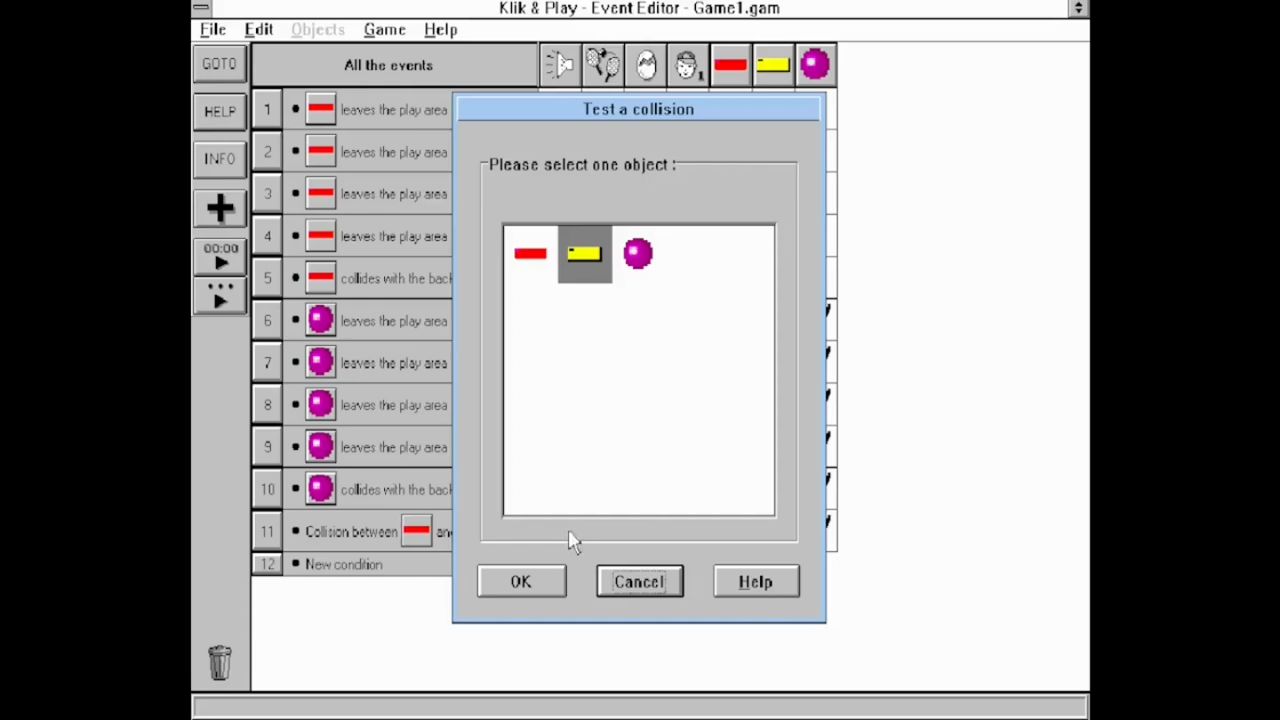 Klik & Play - Event Editor - Game1.gam
File Edit Objects Game Help
GOTO
All the events
1
HELP
INFO
00:00
1 • leaves the play area
2 • leaves the play area
3 • leaves the play area
4 • leaves the play area
5 • collides with the back
6 • leaves the play area
7 • leaves the play area
8 • leaves the play area
9 • leaves the play area
10 • collides with the back
11 • Collision between an
12 • New condition
Test a collision
Please select one object :
OK Cancel Help